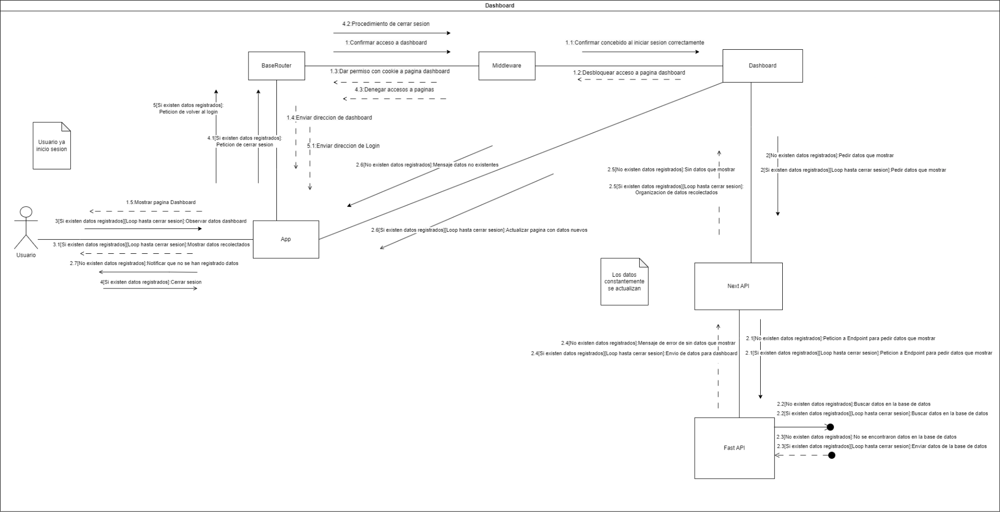 Dashboard
4.2:Procedimiento de cerrar sesion
1:Confirmar acceso a dashboard
1.1:Confirmar concebido al iniciar sesion correctamente
BaseRouter
Middleware
Dashboard
1.3:Dar permiso con cookie a pagina dashboard
1.2:Desbloquear acceso a pagina dashboard
4.3:Denegar accesos a paginas
5[Si existen datos registrados]:
Peticion de volver al login
1.4:Enviar direccion de dashboard
4.1[Si existen datos registrados]:
Peticion de cerrar sesion
5.1:Enviar direccion de Login
Usuario ya
inicio sesion
2.6[No existen datos registrados]:Mensaje datos no existentes
2[No existen datos registrados]:Pedir datos que mostrar
2.5[No existen datos registrados]:Sin datos que mostrar
2[Si existen datos registrados][Loop hasta cerrar sesion]:Pedir datos que mostrar
2.5[Si existen datos registrados][Loop hasta cerrar sesion]:
Organizacion de datos recolectados
1.5:Mostrar pagina Dashboard
3[Si existen datos registrados][Loop hasta cerrar sesion]:Observar datos dashboard
2.6[Si existen datos registrados][Loop hasta cerrar sesion]:Actualizar pagina con datos nuevos
App
3.1[Si existen datos registrados][Loop hasta cerrar sesion]:Mostrar datos recolectados
Usuario
2.7[No existen datos registrados]:Notificar que no se han registrado datos
4[Si existen datos registrados]:Cerrar sesion
Los datos
constantemente
se actualizan
Next API
2.4[No existen datos registrados]:Mensaje de error de sin datos que mostrar
2.1[No existen datos registrados]:Peticion a Endpoint para pedir datos que mostrar
2.4[Si existen datos registrados][Loop hasta cerrar sesion]:Envio de datos para dashboard
2.1[Si existen datos registrados][Loop hasta cerrar sesion]:Peticion a Endpoint para pedir datos que mostrar
2.2[No existen datos registrados]:Buscar datos en la base de datos
2.2[Si existen datos registrados][Loop hasta cerrar sesion]:Buscar datos en la base de datos
2.3[No existen datos registrados]:No se encontraron datos en la base de datos
2.3[Si existen datos registrados][Loop hasta cerrar sesion]:Enviar datos de la base de datos
Fast API